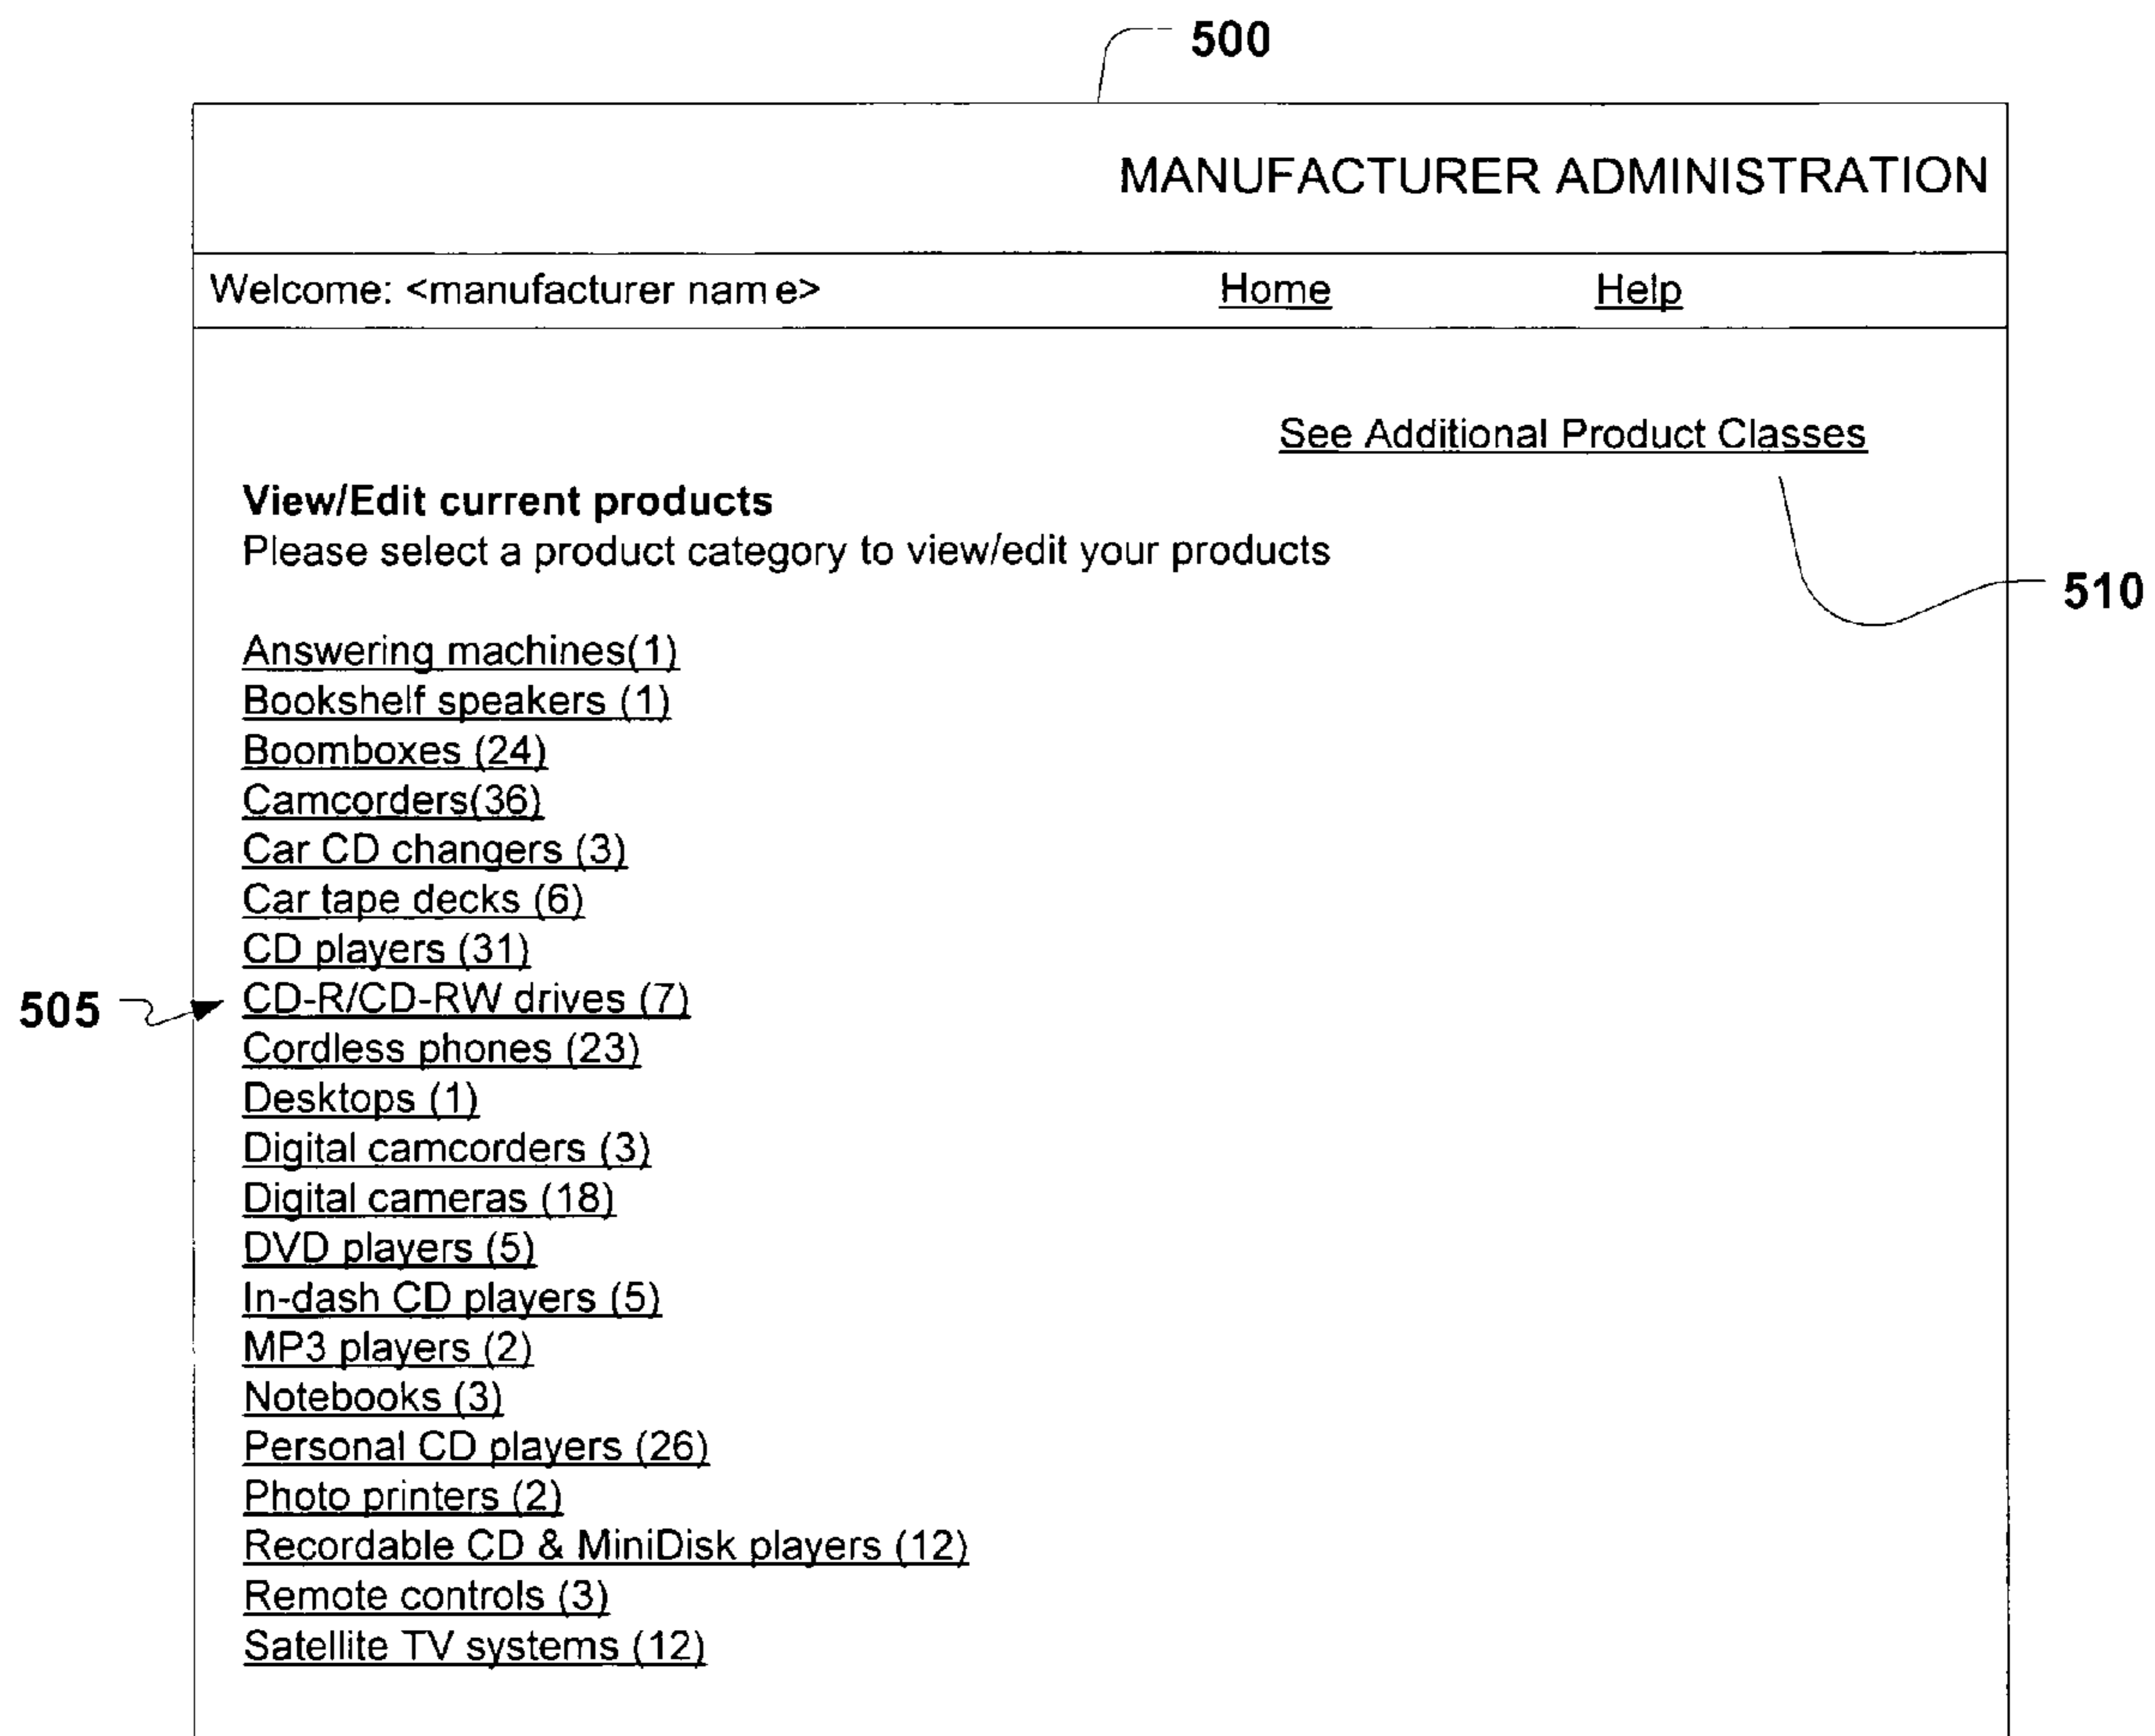 500
MANUFACTURER ADMINISTRATION
Welcome: <manufacturer name> Home Help
See Additional Product Classes
View/Edit current products
Please select a product category to view/edit your products
510
Answering machines(1)
Bookshelf speakers (1)
Boomboxes (24)
Camcorders(36)
Car CD changers (3)
Car tape decks (6)
CD players (31)
505 CD-R/CD-RW drives (7)
Cordless phones (23)
Desktops (1)
Digital camcorders (3)
Digital cameras (18)
DVD players (5)
In-dash CD players (5)
MP3 players (2)
Notebooks (3)
Personal CD players (26)
Photo printers (2)
Recordable CD & MiniDisk players (12)
Remote controls (3)
Satellite TV systems (12)